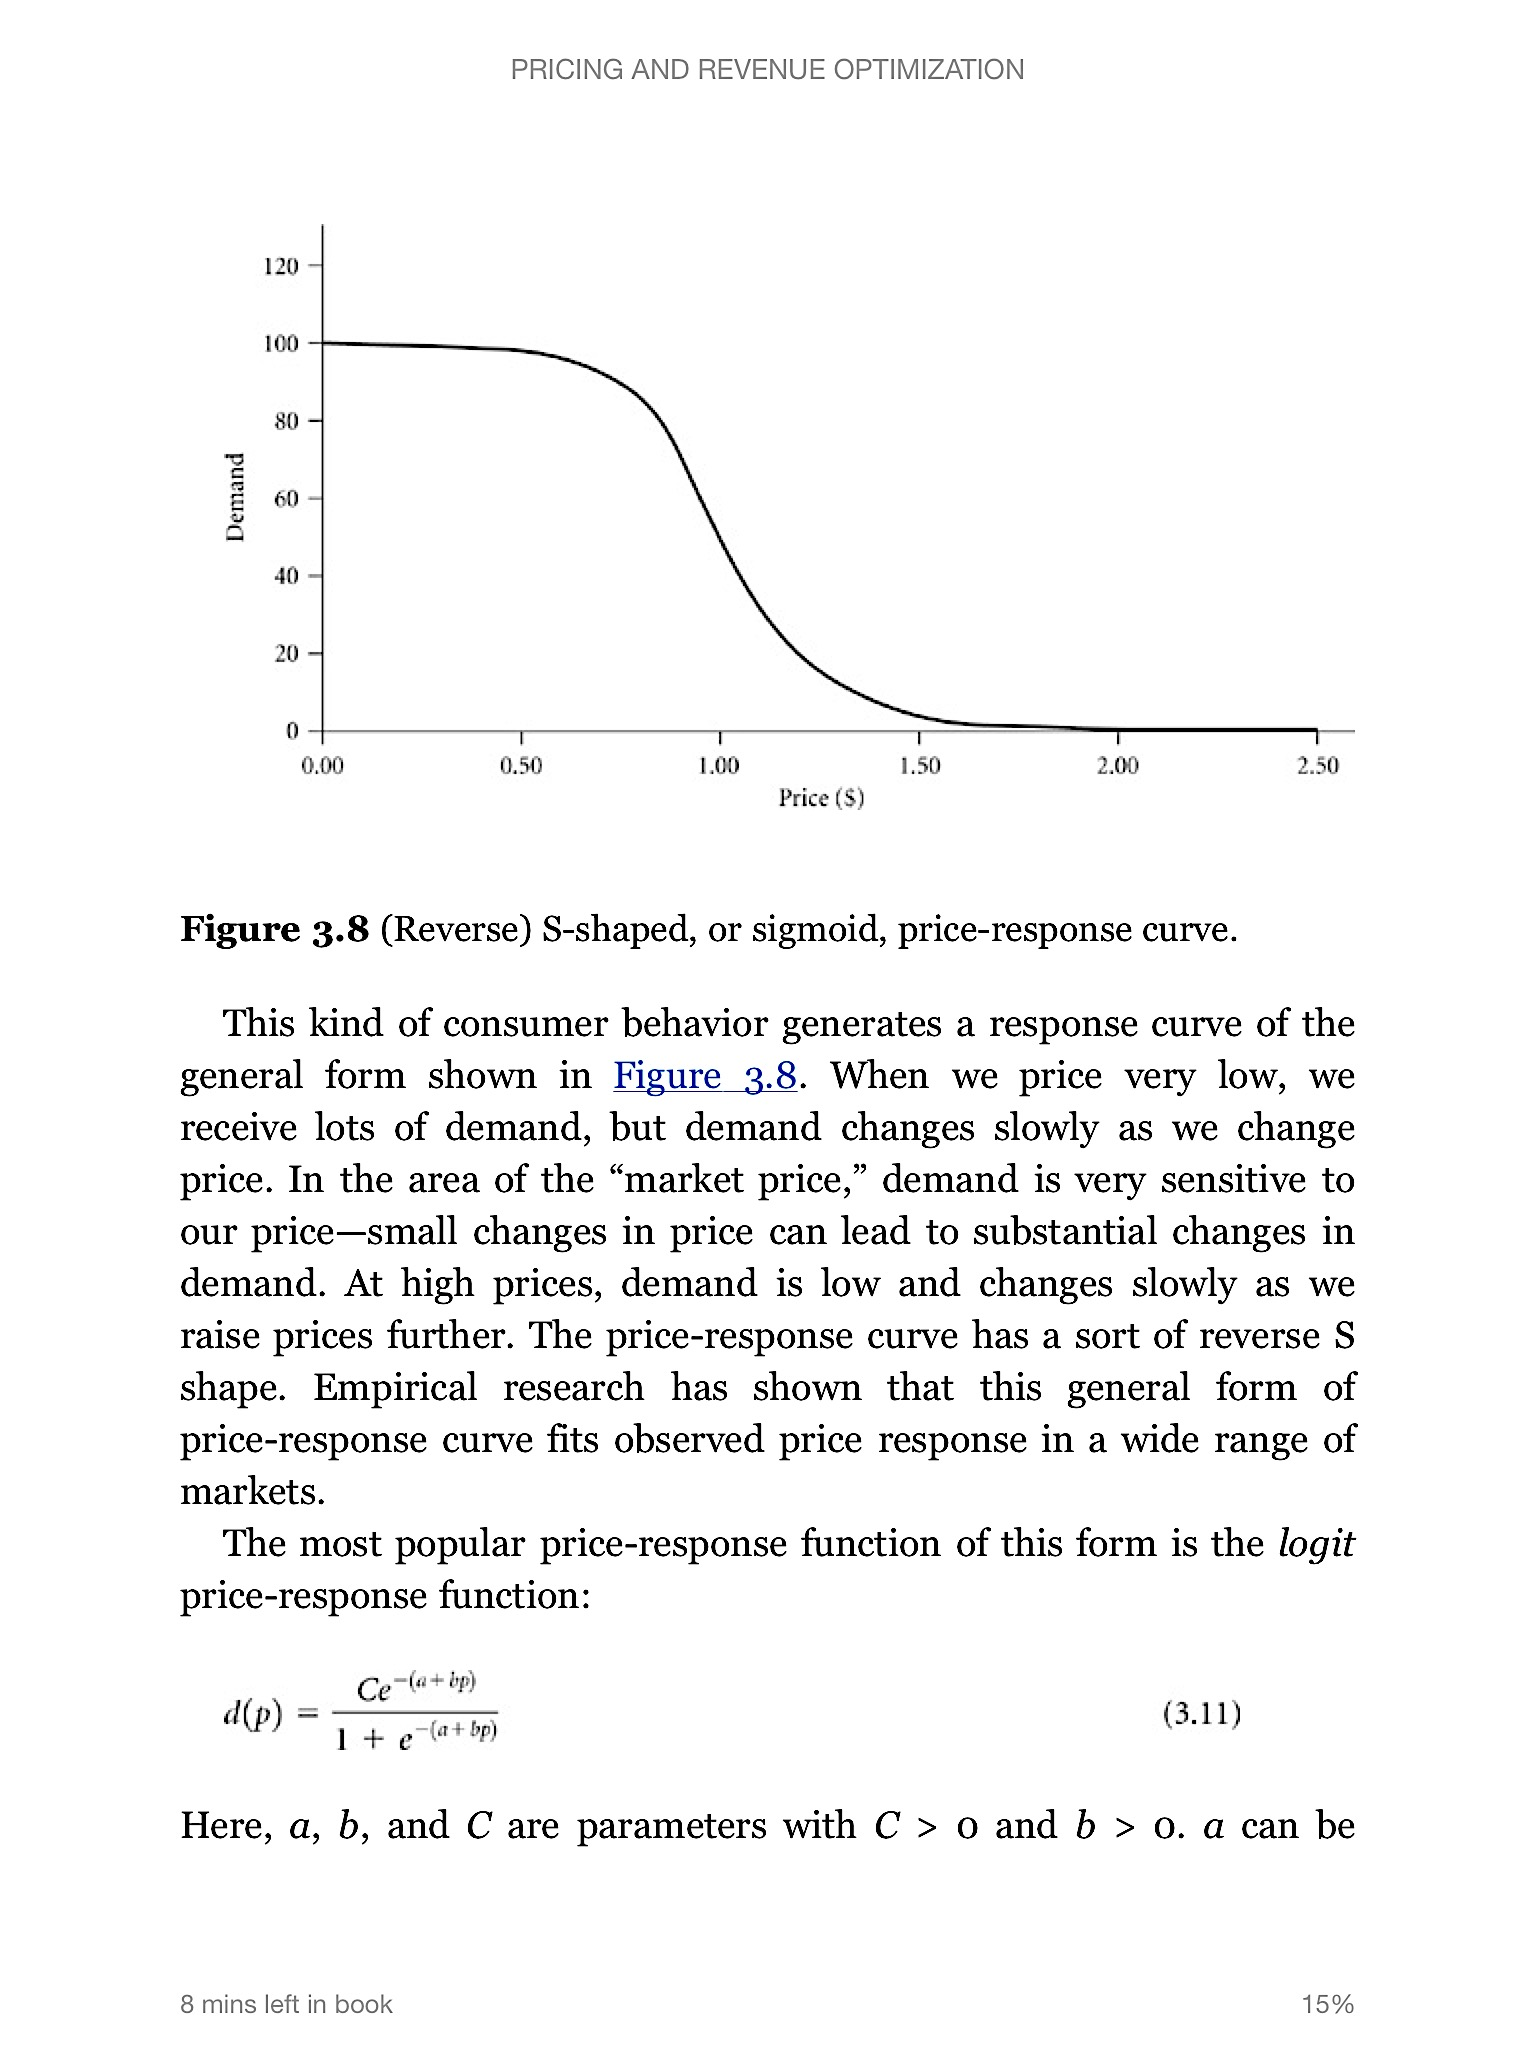 PRICING AND REVENUE OPTIMIZATION
120
100
80
60
40
20
0
Demand
0.00 0.50 1.00 1.50 2.00 2.50
Price ($)
Figure 3.8 (Reverse) S-shaped, or sigmoid, price-response curve.
This kind of consumer behavior generates a response curve of the
general form shown in Figure 3.8. When we price very low, we
receive lots of demand, but demand changes slowly as we change
price. In the area of the “market price,” demand is very sensitive to
our price—small changes in price can lead to substantial changes in
demand. At high prices, demand is low and changes slowly as we
raise prices further. The price-response curve has a sort of reverse S
shape. Empirical research has shown that this general form of
price-response curve fits observed price response in a wide range of
markets.
The most popular price-response function of this form is the logit
price-response function:
d(p) = Ce^{-(a+bp)} / (1 + e^{-(a+bp)}) (3.11)
Here, a, b, and C are parameters with C > 0 and b > 0. a can be
8 mins left in book 15%